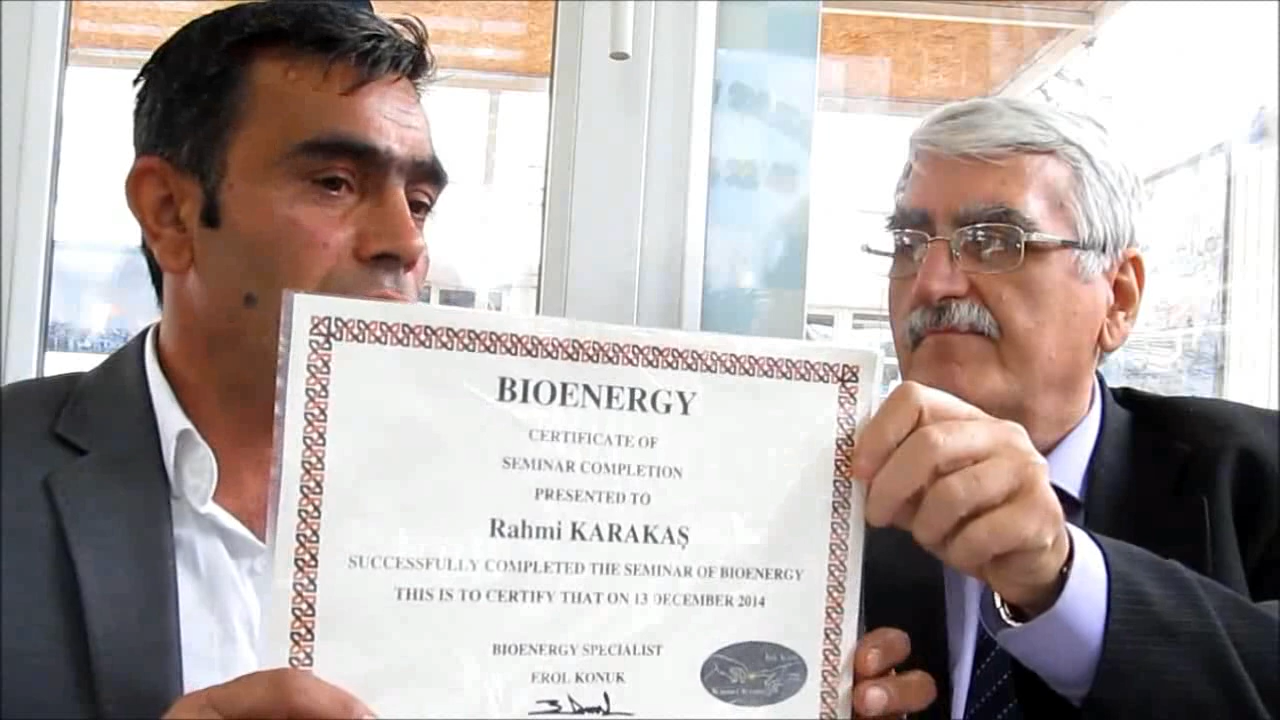 BIOENERGY
CERTIFICATE OF
SEMINAR COMPLETION
PRESENTED TO
Rahmi KARAKAŞ
SUCCESSFULLY COMPLETED THE SEMINAR OF BIOENERGY
THIS IS TO CERTIFY THAT ON 13 DECEMBER 2014
BIOENERGY SPECIALIST
EROL KONUK